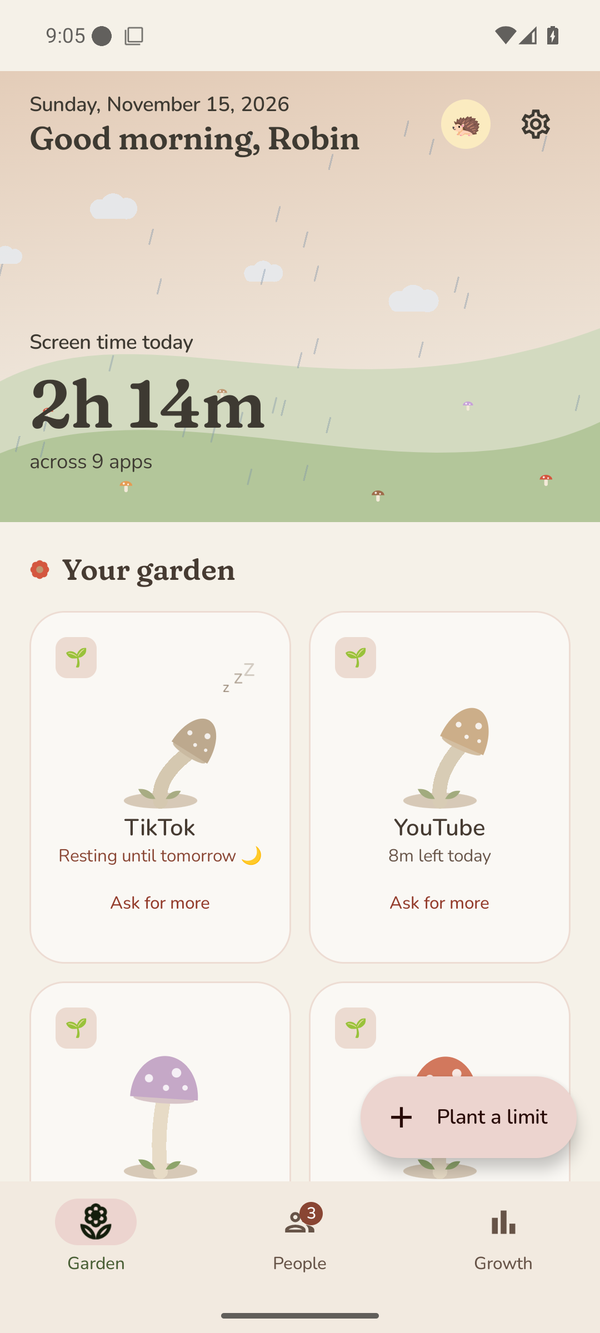 9:05
Sunday, November 15, 2026
Good morning, Robin
Screen time today
2h 14m
across 9 apps
Your garden
z z Z
TikTok
Resting until tomorrow 🌙
Ask for more
YouTube
8m left today
Ask for more
Plant a limit
3
Garden
People
Growth